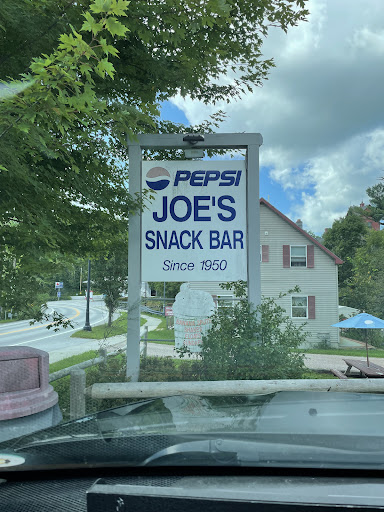 PEPSI
JOE'S
SNACK BAR
Since 1950